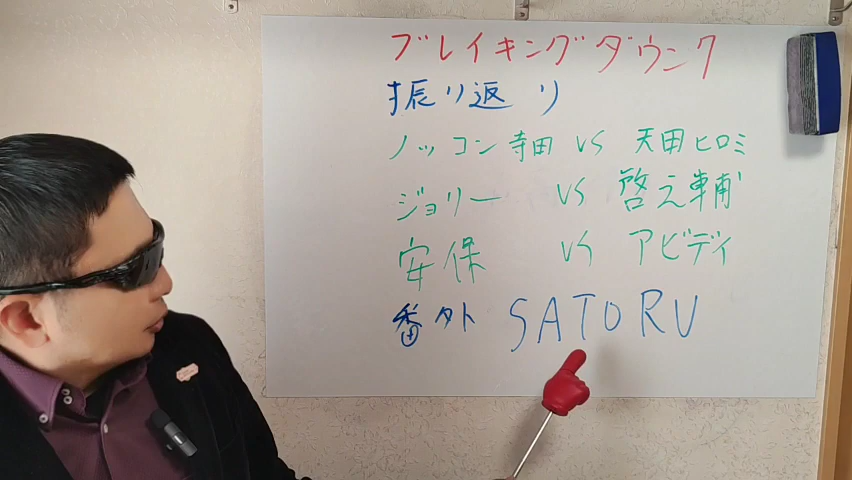 ブレイキングダウン7
振り返り
ノッコン寺田 VS 天田ヒロミ
ジョリー VS 啓之輔
安保 VS アビディ
番外 SATORU